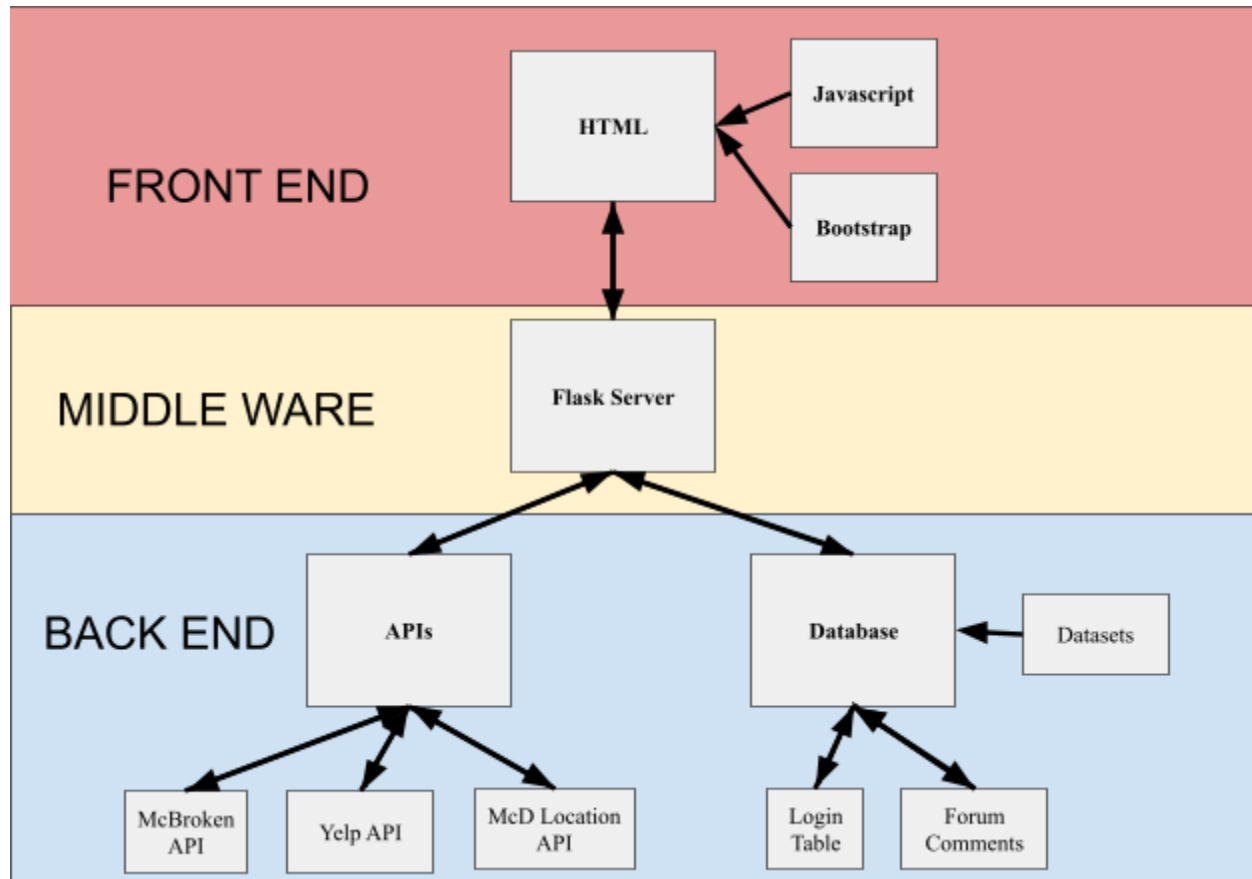 FRONT END
HTML
Javascript
Bootstrap
MIDDLE WARE
Flask Server
BACK END
APIs
Database
Datasets
McBroken
API
Yelp API
McD Location
API
Login
Table
Forum
Comments